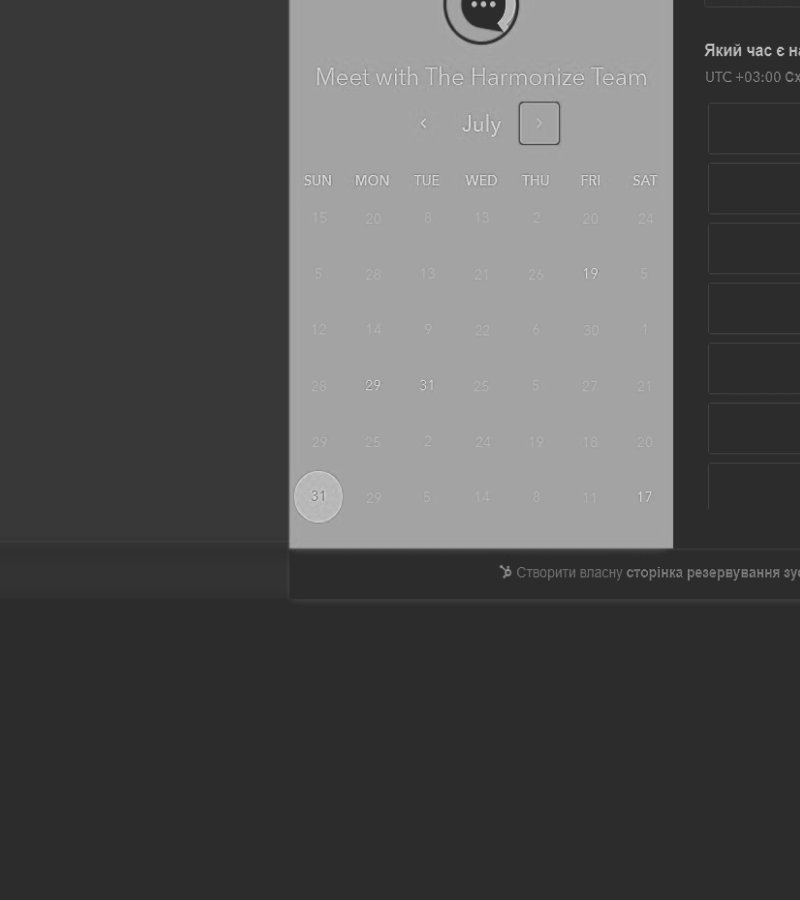 Meet with The Harmonize Team
July
SUN MON TUE WED THU FRI SAT
15 20 8 13 2 20 24
5 28 13 21 26 19 5
12 14 9 22 6 30 1
28 29 31 25 5 27 21
29 25 2 24 19 18 20
31 29 5 14 8 11 17
Який час є
UTC +03:00
Створити власну сторінка резервування